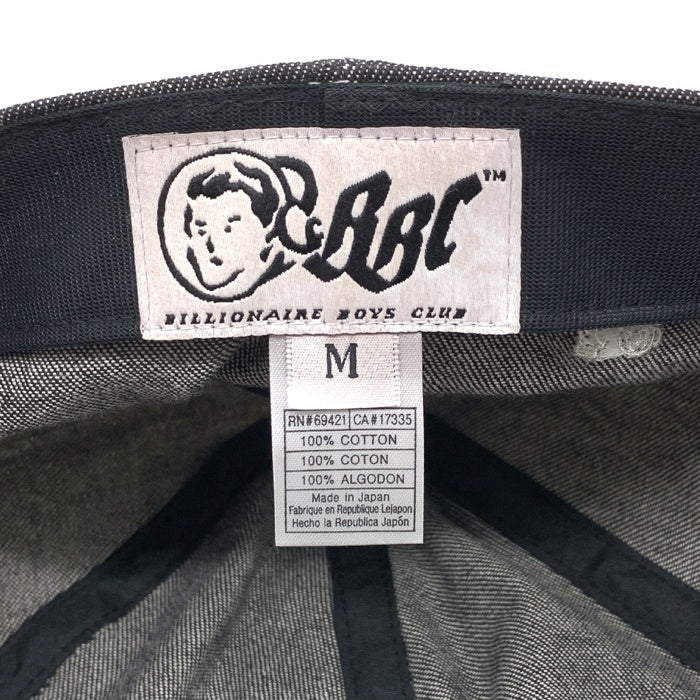 BBC™
BILLIONAIRE BOYS CLUB
M
RN#69421 CA#17335
100% COTTON
100% COTON
100% ALGODON
Made in Japan
Fabrique en Republique Lejapon
Hecho la Republica Japón